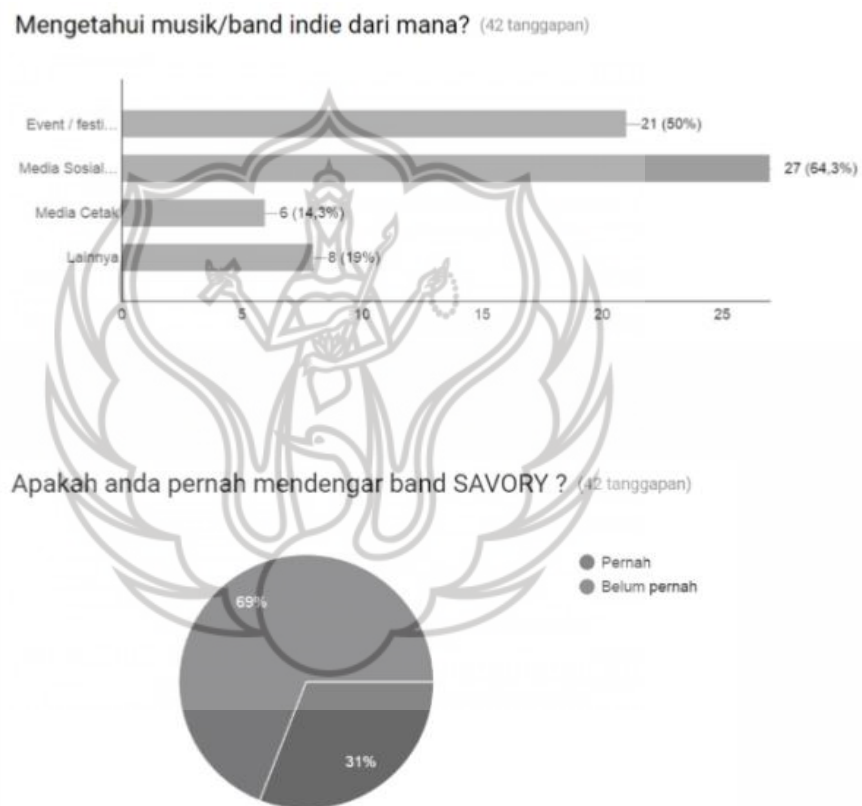 Mengetahui musik/band indie dari mana? (42 tanggapan)
Event / festi... 21 (50%)
Media Sosial... 27 (64,3%)
Media Cetak 6 (14,3%)
Lainnya 8 (19%)
0 5 10 15 20 25
Apakah anda pernah mendengar band SAVORY ? (42 tanggapan)
Pernah
Belum pernah
69%
31%